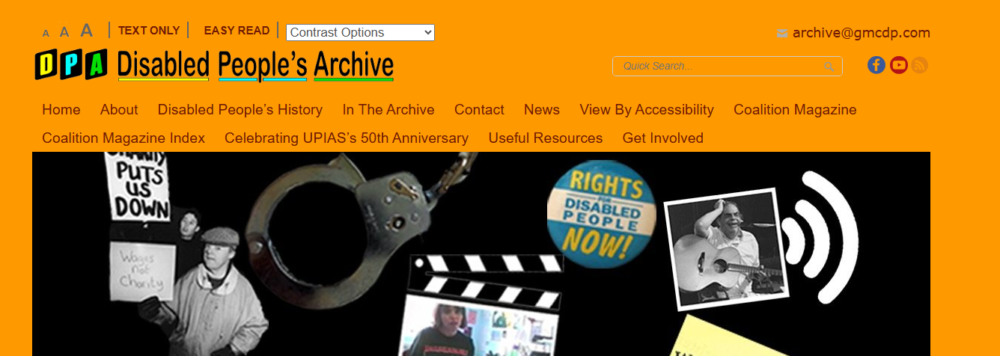 A A A TEXT ONLY EASY READ Contrast Options
archive@gmcdp.com
DPA Disabled People's Archive
Quick Search...
Home About Disabled People's History In The Archive Contact News View By Accessibility Coalition Magazine
Coalition Magazine Index Celebrating UPIAS's 50th Anniversary Useful Resources Get Involved
PUTS
US
DOWN
Wages
not
Charity
RIGHTS
FOR
DISABLED
PEOPLE
NOW!